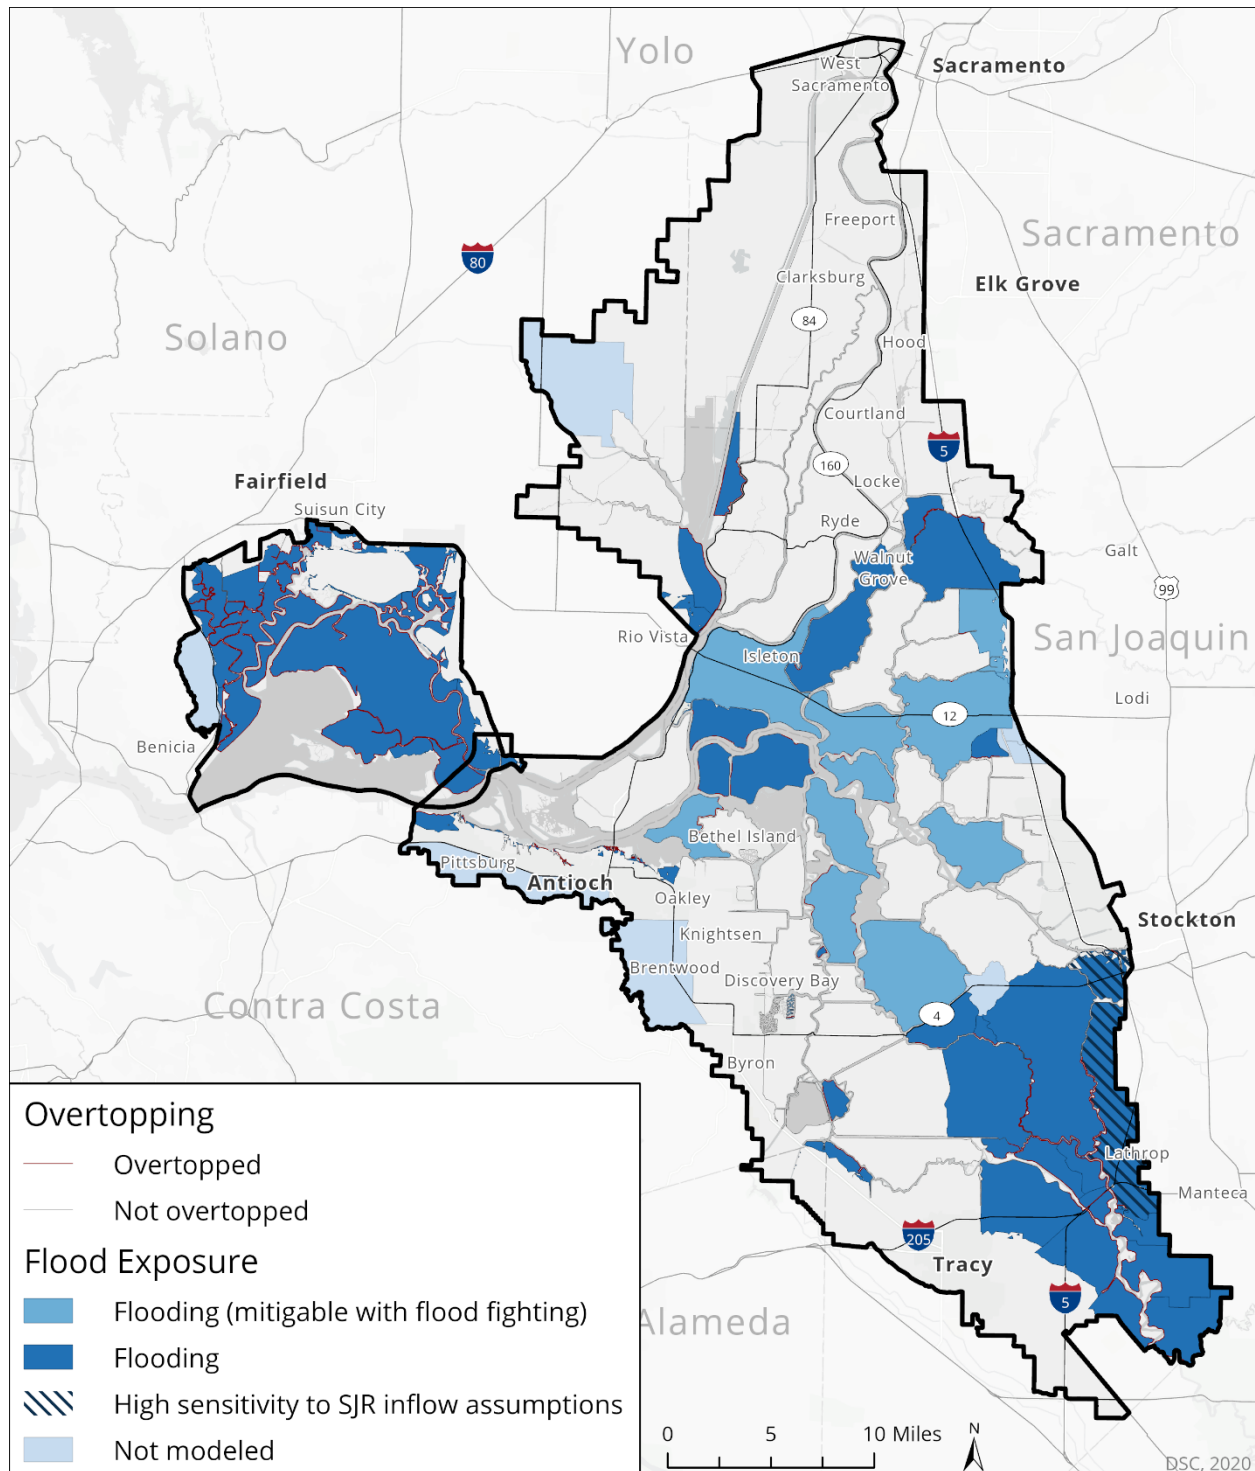 Yolo
West
Sacramento
Sacramento
Freeport
Sacramento
80
Clarksburg
Elk Grove
84
Solano
Hood
Courtland
5
160
Locke
Fairfield
Suisun City
Ryde
Galt
Walnut
Grove
99
Rio Vista
Isleton
San Joaquin
Lodi
12
Benicia
Bethel Island
Pittsburg
Antioch
Oakley
Stockton
Knightsen
Brentwood
Discovery Bay
Contra Costa
4
Byron
Lathrop
Manteca
205
Tracy
5
Alameda
Overtopping
Overtopped
Not overtopped
Flood Exposure
Flooding (mitigable with flood fighting)
Flooding
High sensitivity to SJR inflow assumptions
Not modeled
0 5 10 Miles
N
DSC, 2020